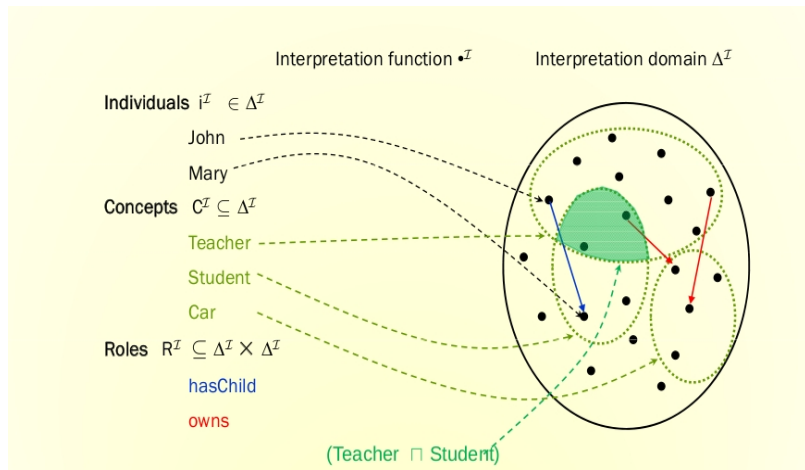 Interpretation function •ℐ Interpretation domain Δℐ
Individuals iℐ ∈ Δℐ
John
Mary
Concepts Cℐ ⊆ Δℐ
Teacher
Student
Car
Roles Rℐ ⊆ Δℐ × Δℐ
hasChild
owns
(Teacher ⊓ Student)